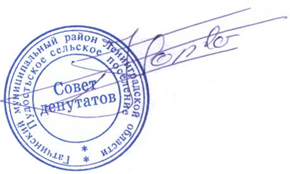 Гатчинский муниципальный район Ленинградской области
Пудостьское сельское поселение
Совет
депутатов